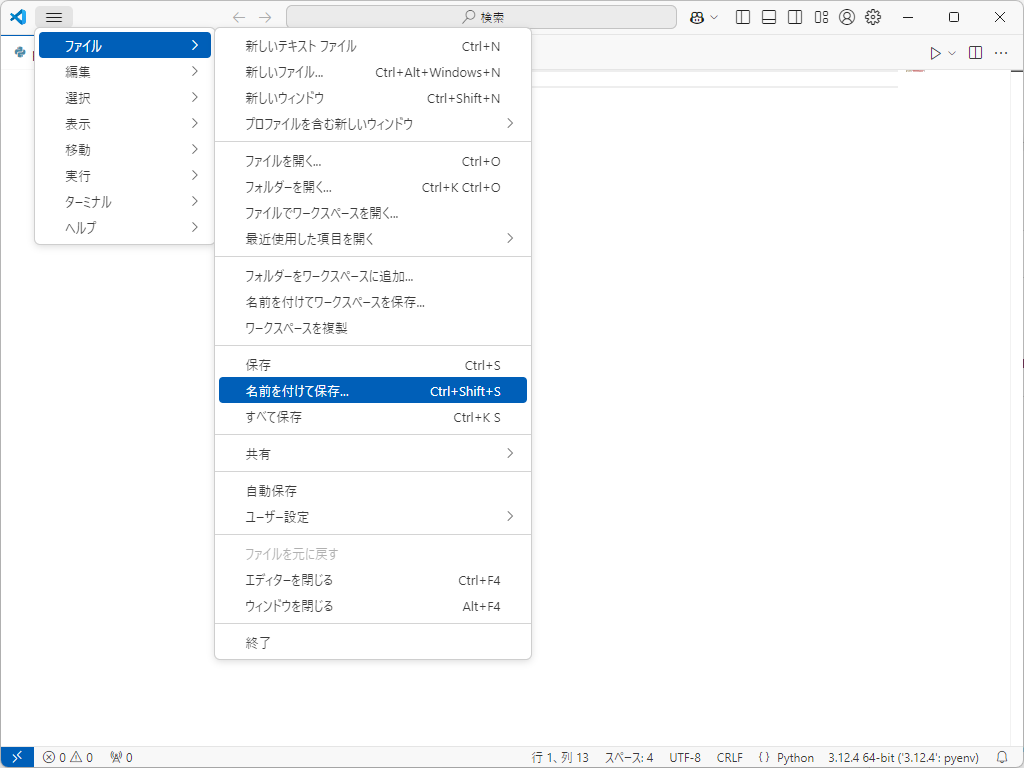 検索
ファイル
編集
選択
表示
移動
実行
ターミナル
ヘルプ
新しいテキスト ファイル Ctrl+N
新しいファイル... Ctrl+Alt+Windows+N
新しいウィンドウ Ctrl+Shift+N
プロファイルを含む新しいウィンドウ
ファイルを開く... Ctrl+O
フォルダーを開く... Ctrl+K Ctrl+O
ファイルでワークスペースを開く...
最近使用した項目を開く
フォルダーをワークスペースに追加...
名前を付けてワークスペースを保存...
ワークスペースを複製
保存 Ctrl+S
名前を付けて保存... Ctrl+Shift+S
すべて保存 Ctrl+K S
共有
自動保存
ユーザー設定
ファイルを元に戻す
エディターを閉じる Ctrl+F4
ウィンドウを閉じる Alt+F4
終了
0 0 0 行 1、列 13 スペース: 4 UTF-8 CRLF { } Python 3.12.4 64-bit ('3.12.4': pyenv)